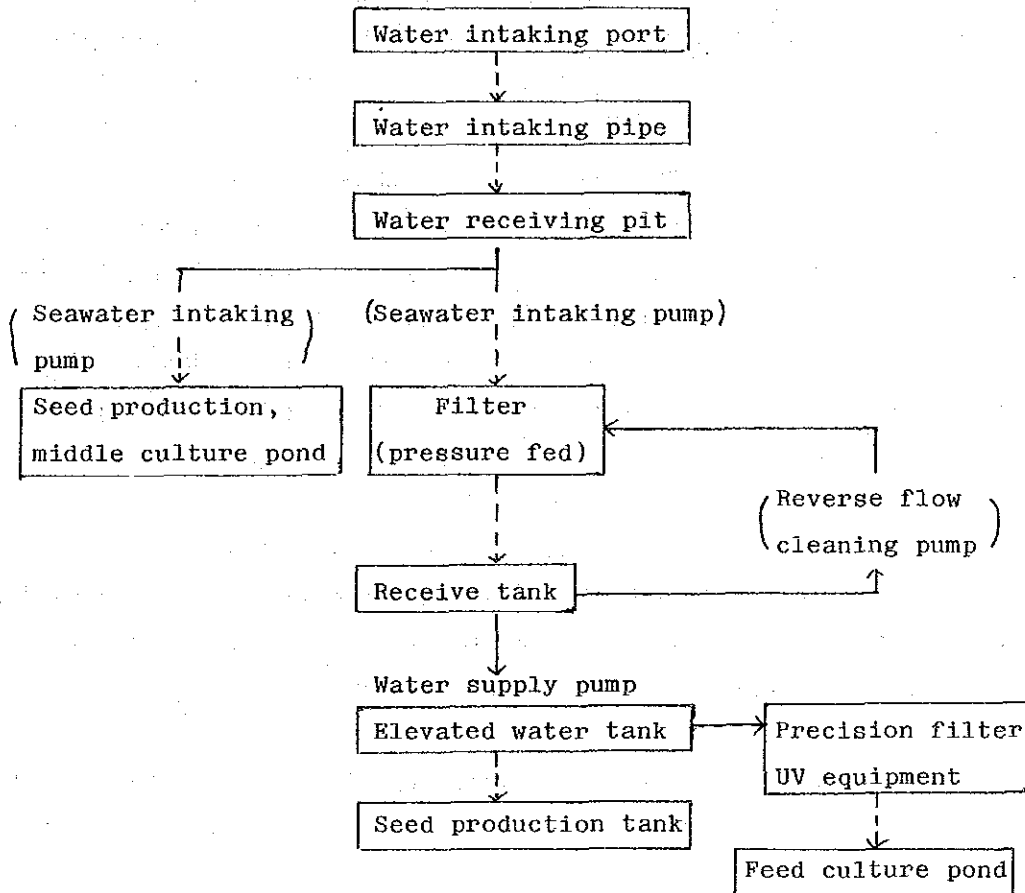 Water intaking port
Water intaking pipe
Water receiving pit
(Seawater intaking
pump)
(Seawater intaking pump)
Seed production,
middle culture pond
Filter
(pressure fed)
(Reverse flow
cleaning pump)
Receive tank
Water supply pump
Elevated water tank
Precision filter
UV equipment
Seed production tank
Feed culture pond